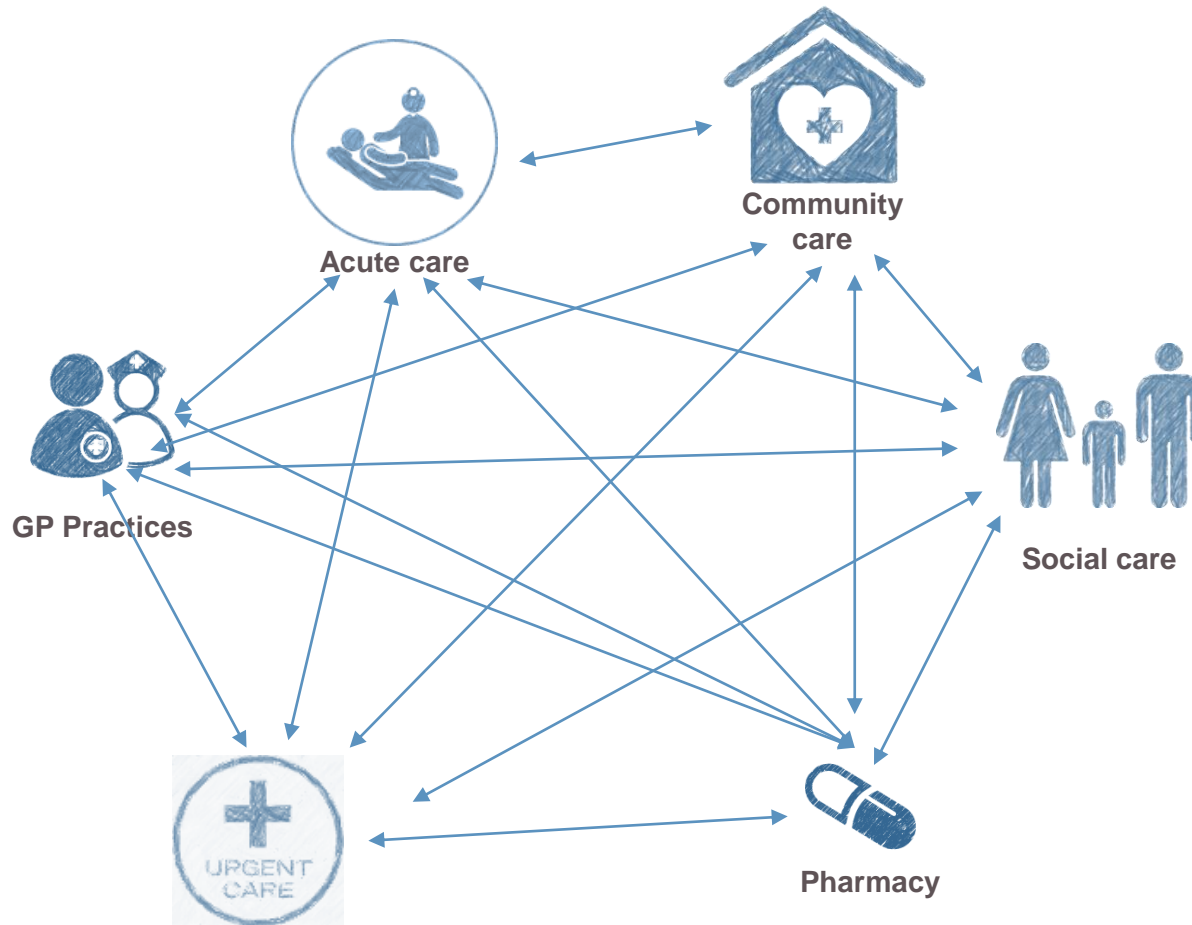 Community
care
Acute care
GP Practices
Social care
URGENT
CARE
Pharmacy